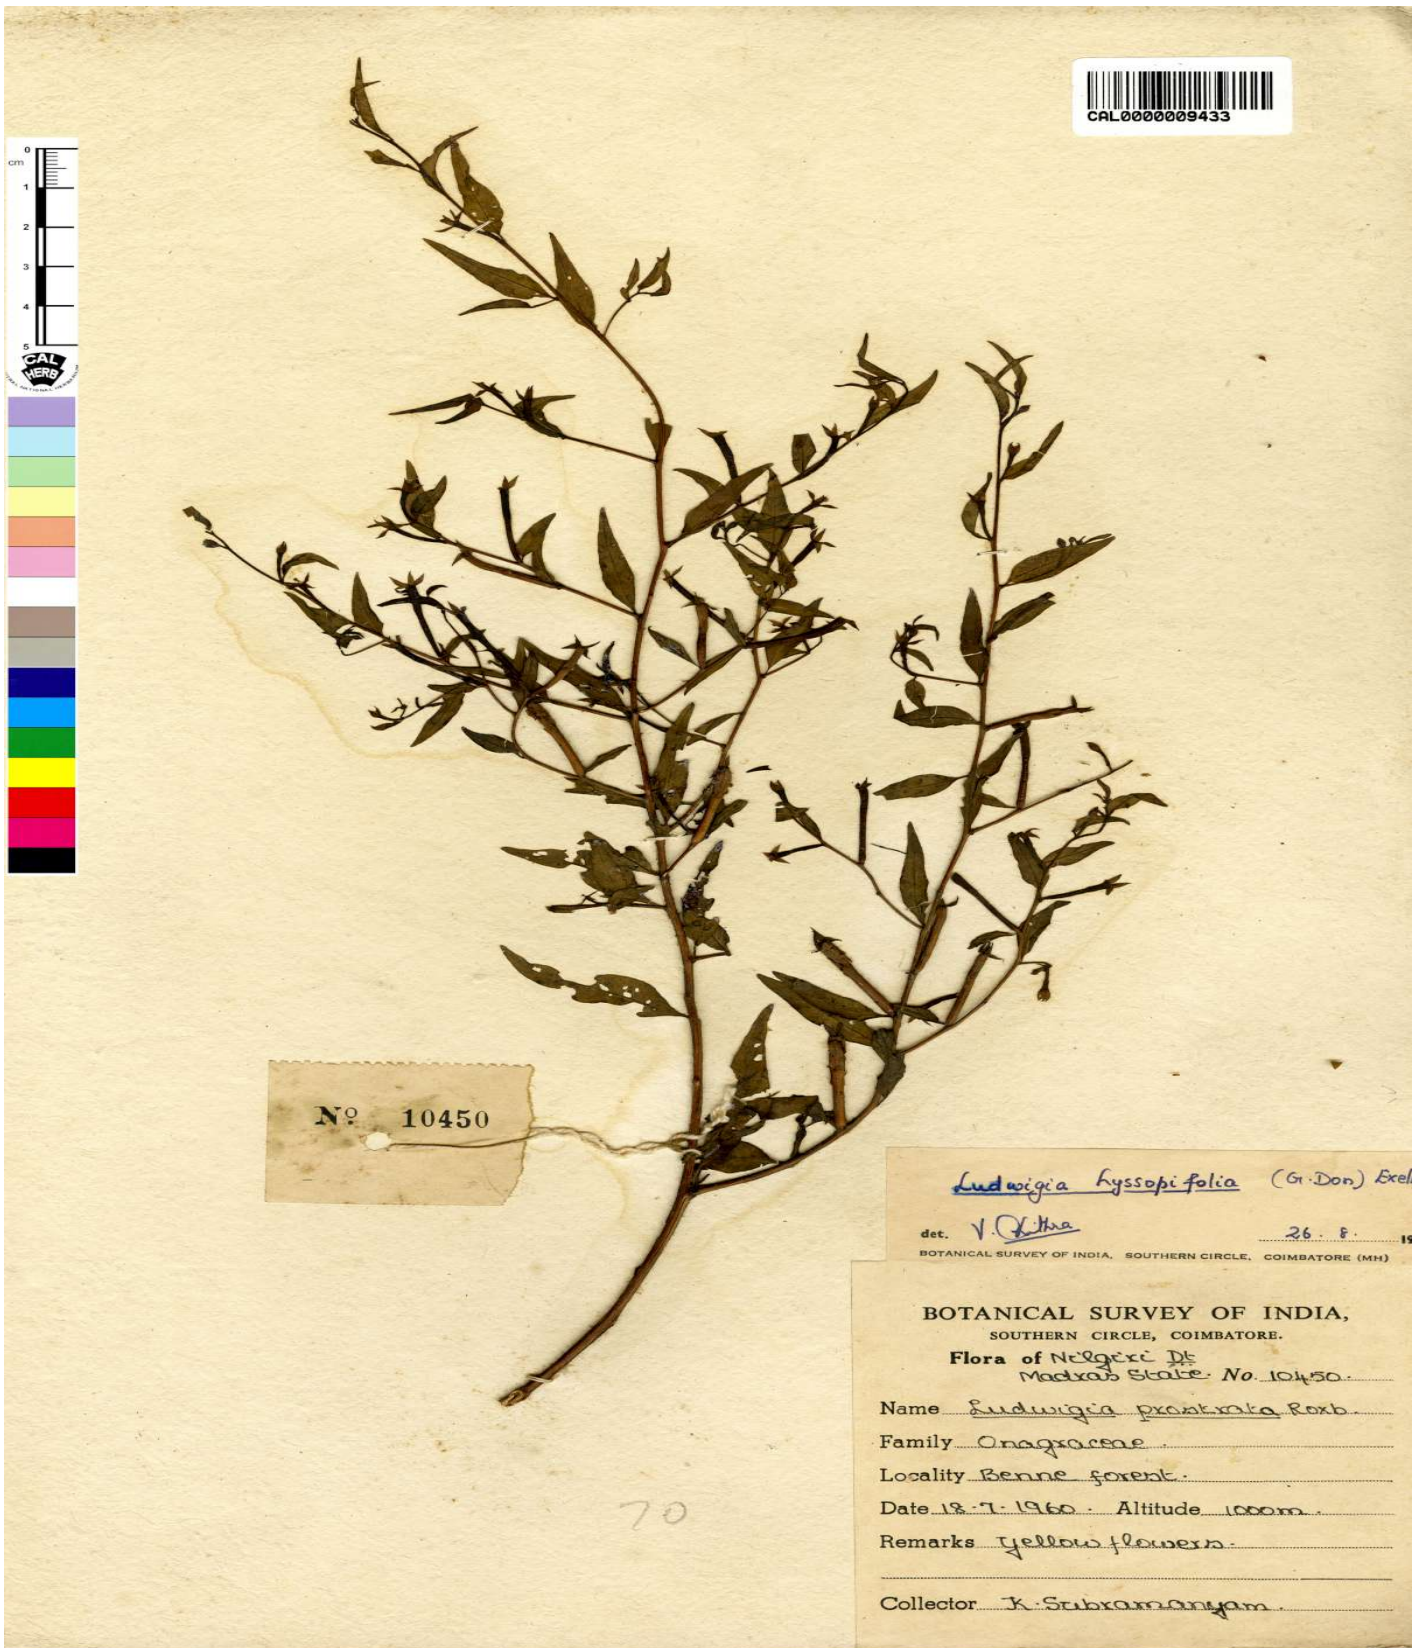 CAL0000009433
0
cm
1
2
3
4
5
CAL
HERB
Nº 10450
Ludwigia hyssopifolia (G. Don) Exell
det. V. 26. 8. 19
BOTANICAL SURVEY OF INDIA, SOUTHERN CIRCLE, COIMBATORE (MH)
BOTANICAL SURVEY OF INDIA,
SOUTHERN CIRCLE, COIMBATORE.
Flora of Nilgiri Dt
Madras State. No. 10450.
Name Ludwigia prostrata Roxb.
Family Onagraceae.
Locality Benne forest.
Date 18-7-1960. Altitude 1000m.
Remarks Yellow flowers.
Collector K. Subramanyam.
70